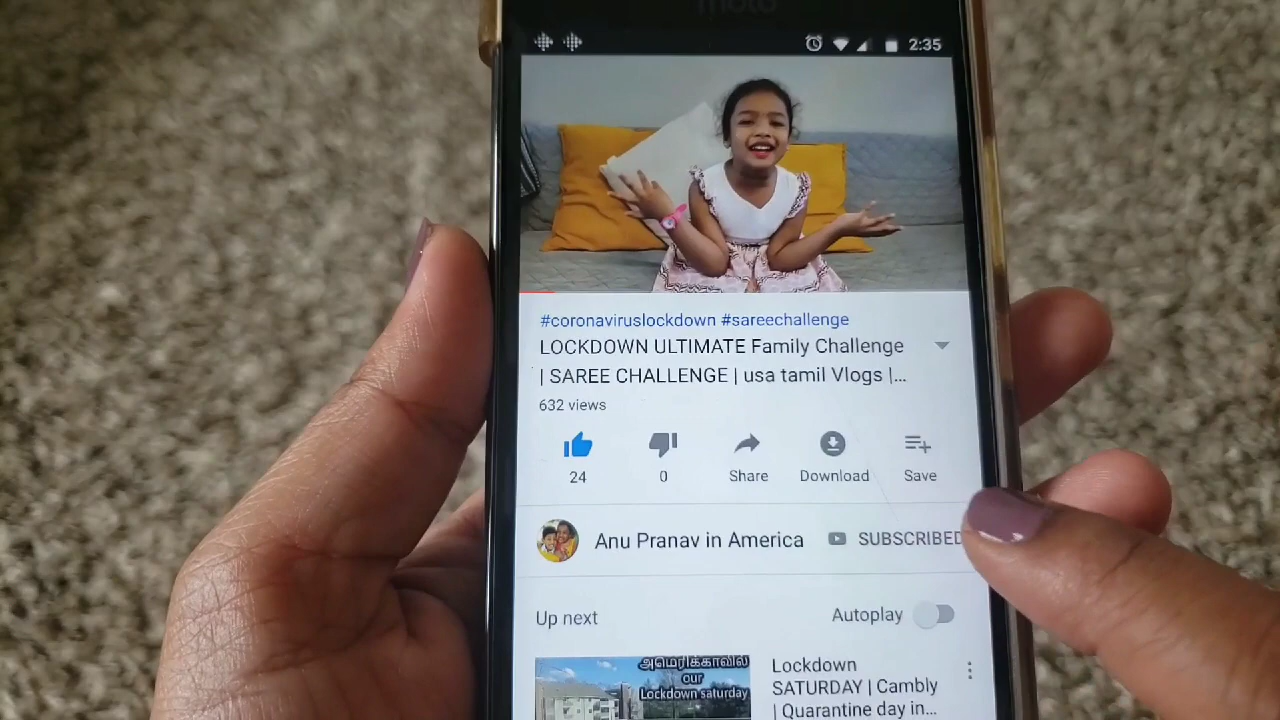 moto
2:35
#coronaviruslockdown #sareechallenge
LOCKDOWN ULTIMATE Family Challenge
| SAREE CHALLENGE | usa tamil Vlogs |...
632 views
24
0
Share
Download
Save
Anu Pranav in America
SUBSCRIBED
Up next
Autoplay
அமெரிக்காவில்
our
Lockdown saturday
Lockdown
SATURDAY | Cambly
| Quarantine day in...